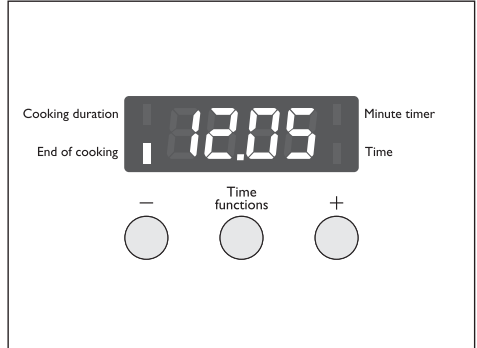 Cooking duration
12.05
Minute timer
End of cooking
Time
−
Time
functions
+